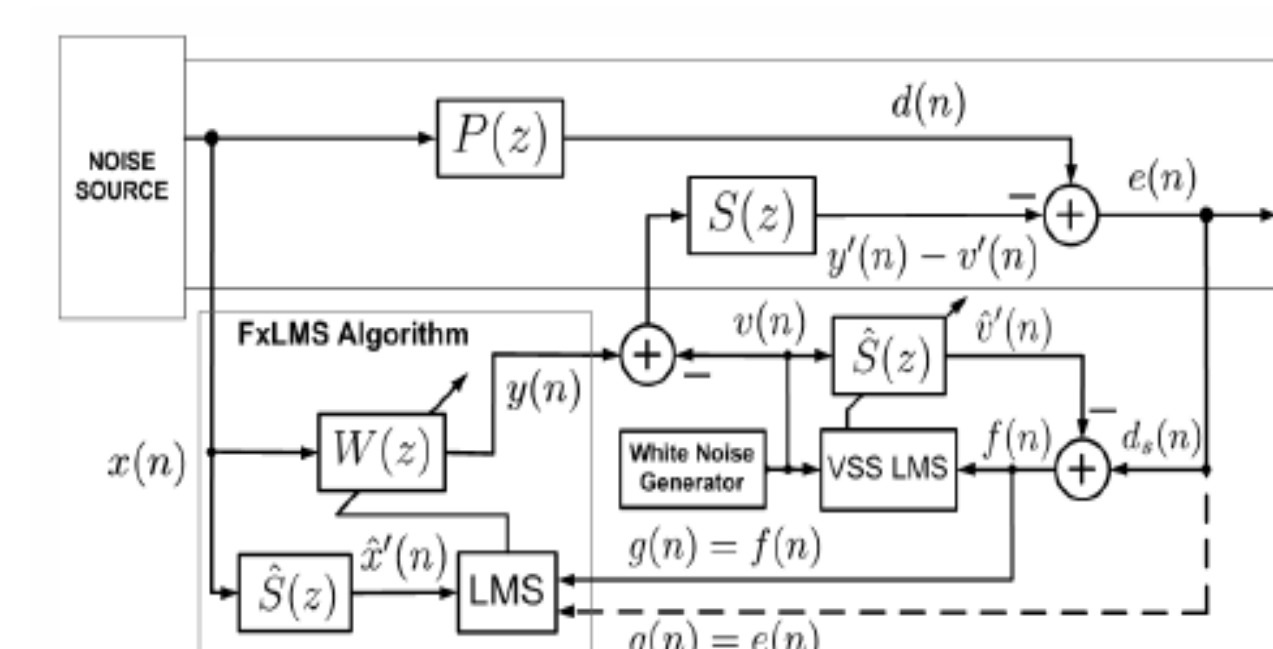 d(n)
P(z)
NOISE
SOURCE
e(n)
−
+
S(z)
y′(n) − v′(n)
FxLMS Algorithm
v(n)
v̂′(n)
+
Ŝ(z)
−
y(n)
−
W(z)
x(n)
White Noise
Generator
VSS LMS
f(n)
+
d_s(n)
g(n) = f(n)
x̂′(n)
Ŝ(z)
LMS
g(n) = e(n)